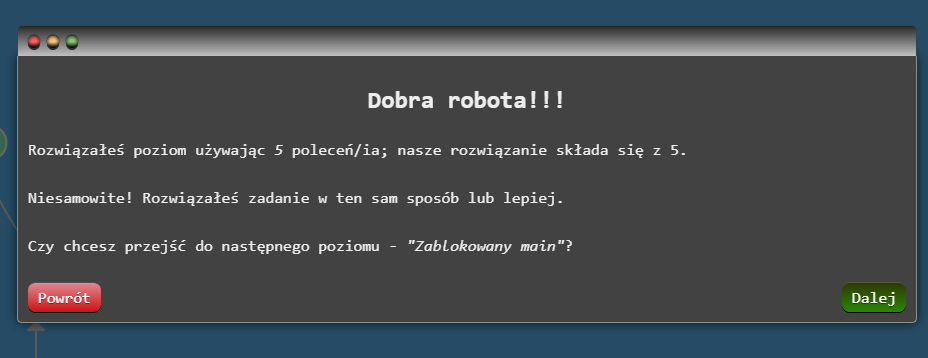 Dobra robota!!!
Rozwiązałeś poziom używając 5 poleceń/ia; nasze rozwiązanie składa się z 5.
Niesamowite! Rozwiązałeś zadanie w ten sam sposób lub lepiej.
Czy chcesz przejść do następnego poziomu - "Zablokowany main"?
Powrót
Dalej